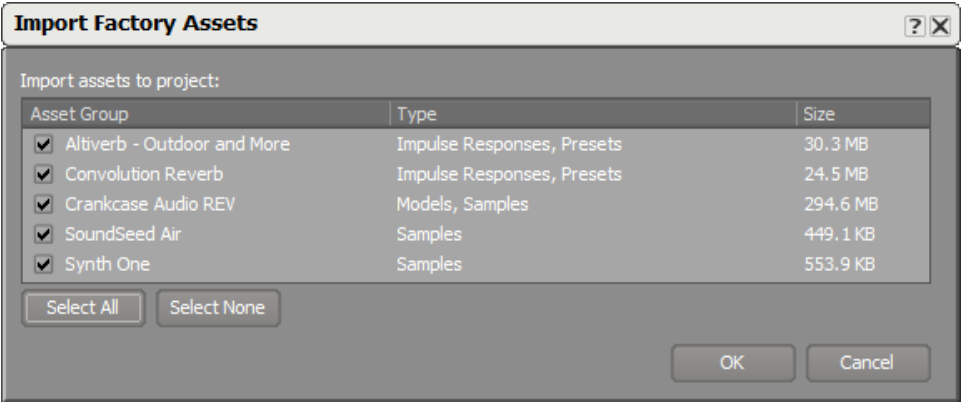 Import Factory Assets ?
Import assets to project:
Asset Group Type Size
Altiverb - Outdoor and More Impulse Responses, Presets 30.3 MB
Convolution Reverb Impulse Responses, Presets 24.5 MB
Crankcase Audio REV Models, Samples 294.6 MB
SoundSeed Air Samples 449.1 KB
Synth One Samples 553.9 KB
Select All Select None
OK Cancel